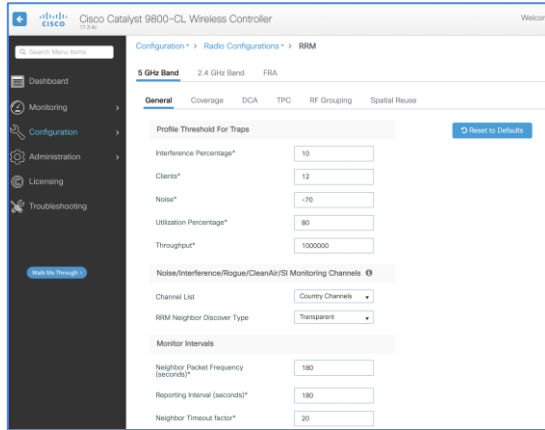 cisco
Cisco Catalyst 9800-CL Wireless Controller
17.3.4c
Welcom
Search Menu Items
Dashboard
Monitoring
Configuration
Administration
Licensing
Troubleshooting
Walk Me Through
Configuration > Radio Configurations > RRM
5 GHz Band 2.4 GHz Band FRA
General Coverage DCA TPC RF Grouping Spatial Reuse
Profile Threshold For Traps
Reset to Defaults
Interference Percentage* 10
Clients* 12
Noise* -70
Utilization Percentage* 80
Throughput* 1000000
Noise/Interference/Rogue/CleanAir/SI Monitoring Channels
Channel List Country Channels
RRM Neighbor Discover Type Transparent
Monitor Intervals
Neighbor Packet Frequency
(seconds)* 180
Reporting Interval (seconds)* 180
Neighbor Timeout factor* 20